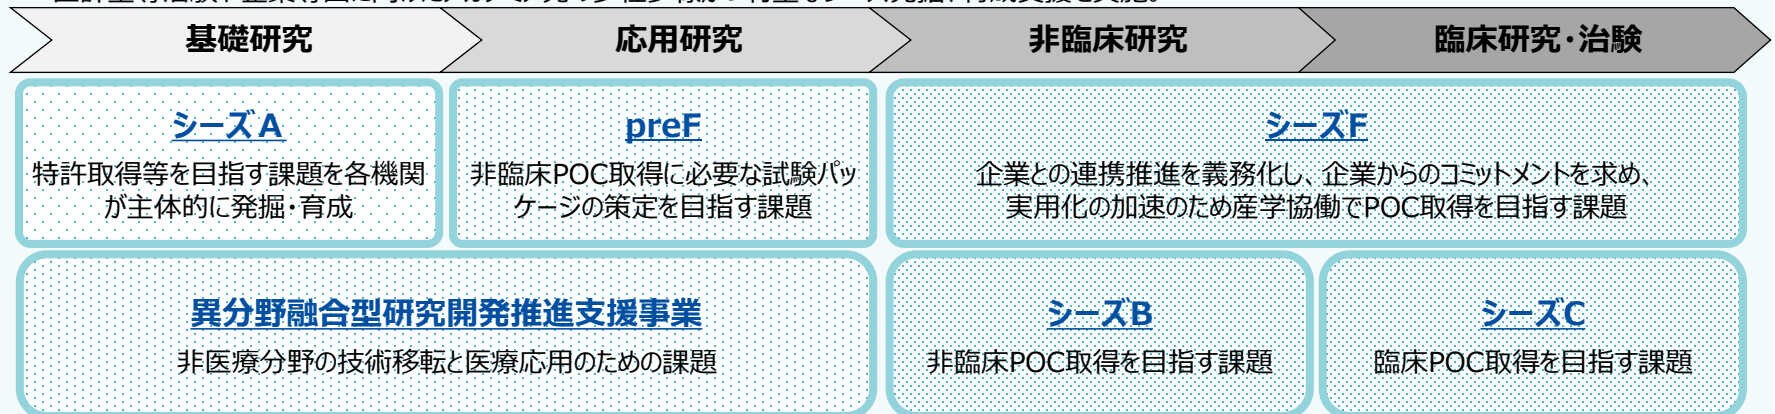 基礎研究
応用研究
非臨床研究
臨床研究・治験
シーズA
特許取得等を目指す課題を各機関
が主体的に発掘・育成
preF
非臨床POC取得に必要な試験パッ
ケージの策定を目指す課題
シーズF
企業との連携推進を義務化し、企業からのコミットメントを求め、
実用化の加速のため産学協働でPOC取得を目指す課題
異分野融合型研究開発推進支援事業
非医療分野の技術移転と医療応用のための課題
シーズB
非臨床POC取得を目指す課題
シーズC
臨床POC取得を目指す課題